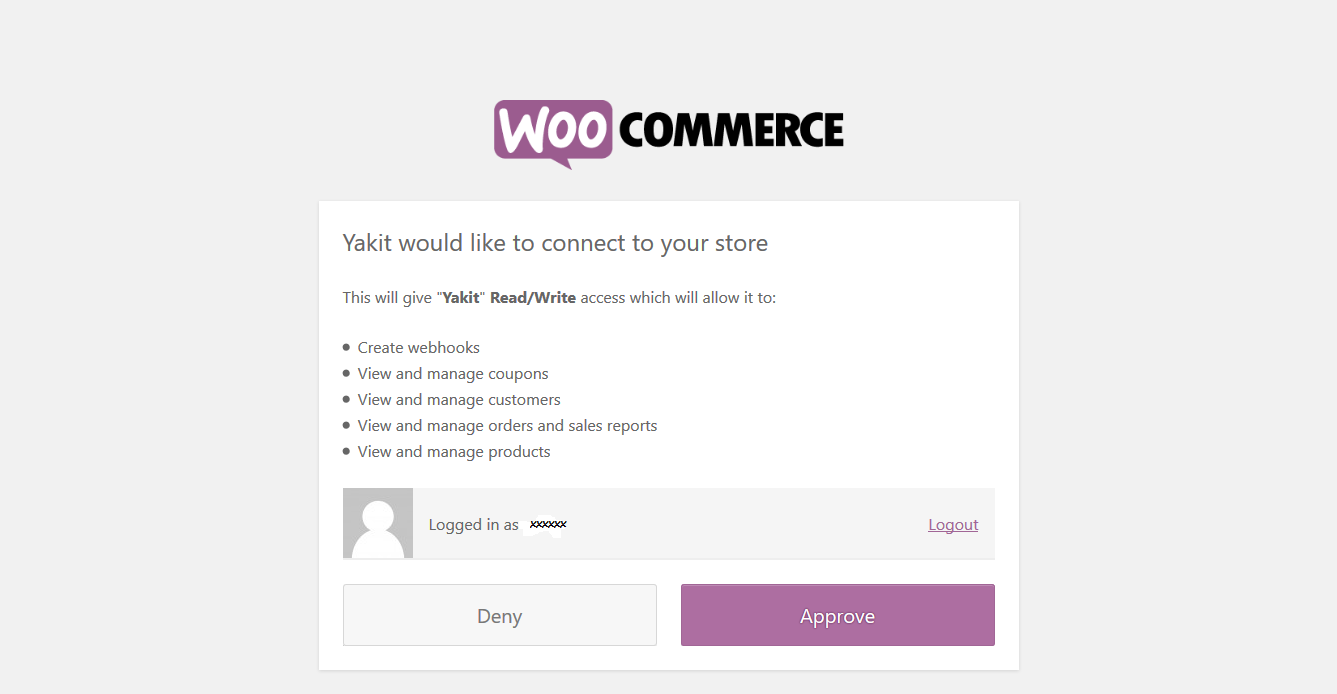 WOO COMMERCE
Yakit would like to connect to your store
This will give "Yakit" Read/Write access which will allow it to:
Create webhooks
View and manage coupons
View and manage customers
View and manage orders and sales reports
View and manage products
Logged in as xxxxxx Logout
Deny Approve